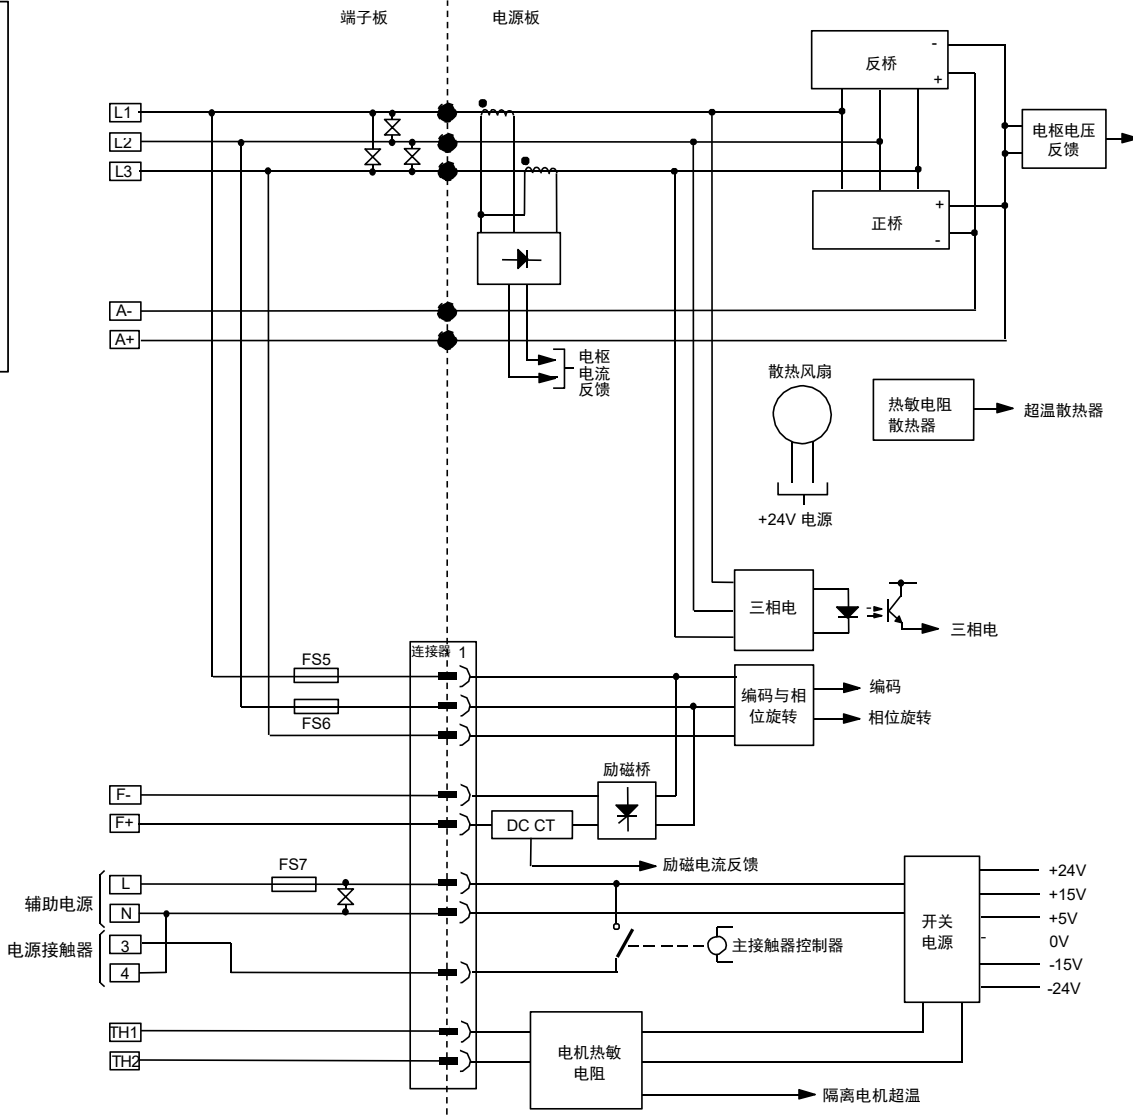 端子板
电源板
反桥
-
+
L1
L2
L3
电枢电压
反馈
正桥
+
-
A-
A+
电枢
电流
反馈
散热风扇
热敏电阻
散热器
超温散热器
+24V 电源
三相电
三相电
连接器 1
FS5
FS6
编码与相
位旋转
编码
相位旋转
励磁桥
F-
F+
DC CT
励磁电流反馈
FS7
L
N
辅助电源
电源接触器
3
4
主接触器控制器
开关
电源
+24V
+15V
+5V
-
0V
-15V
-24V
TH1
TH2
电机热敏
电阻
隔离电机超温